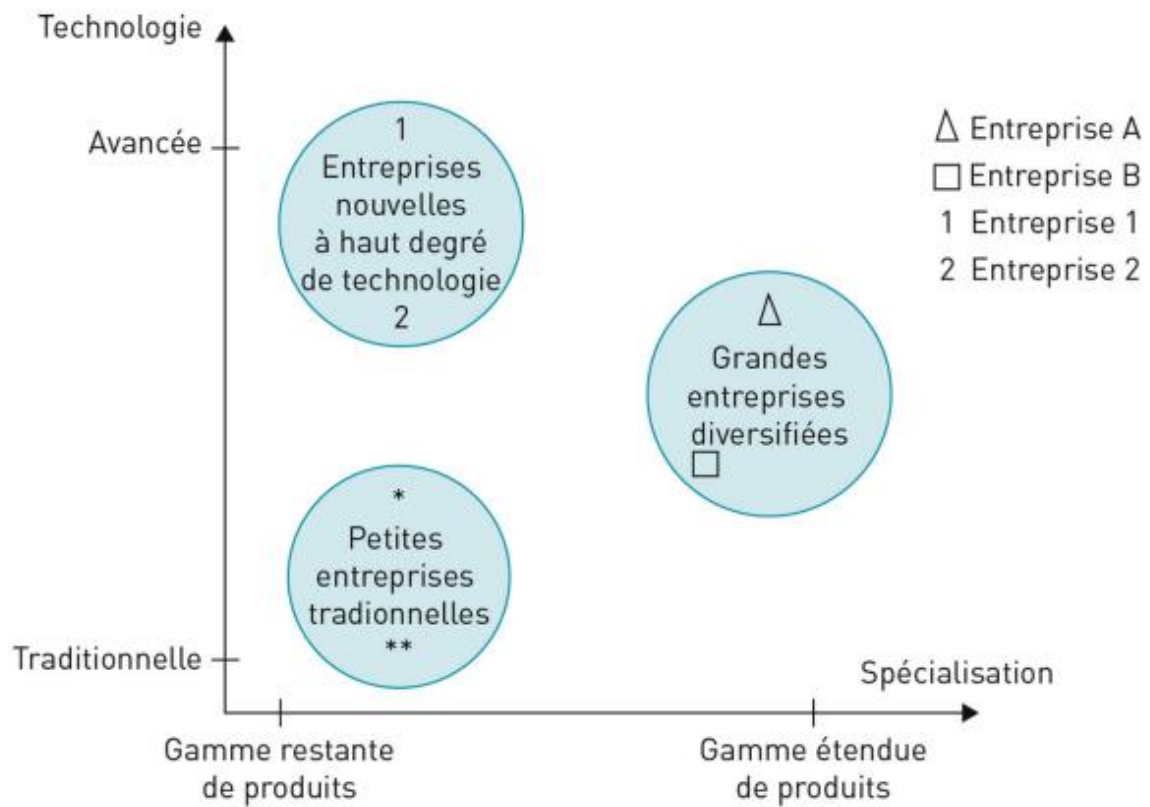 Technologie
Avancée
1
Entreprises
nouvelles
à haut degré
de technologie
2
△ Entreprise A
□ Entreprise B
1 Entreprise 1
2 Entreprise 2
△
Grandes
entreprises
diversifiées
□
*
Petites
entreprises
tradionnelles
**
Traditionnelle
Spécialisation
Gamme restante
de produits
Gamme étendue
de produits